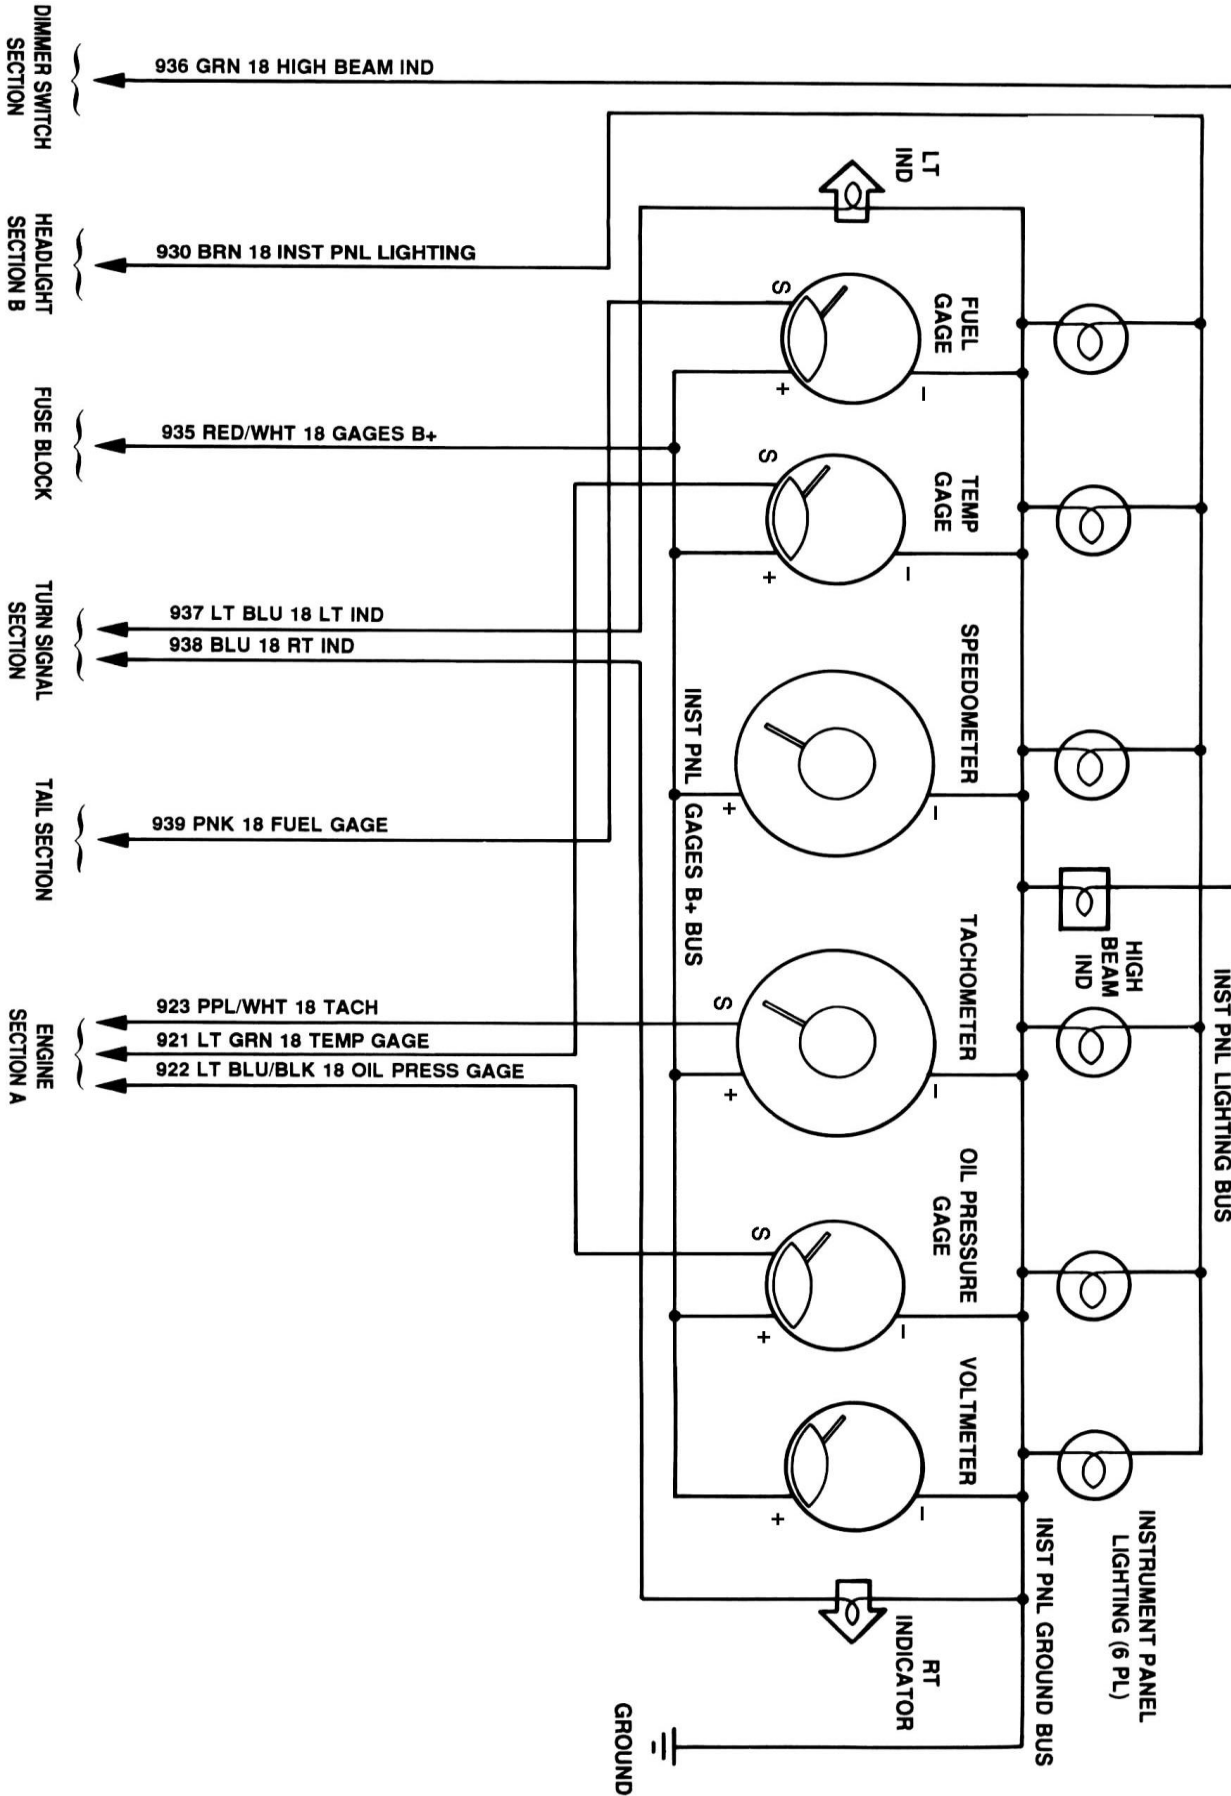 DIMMER SWITCH
SECTION
936 GRN 18 HIGH BEAM IND
HEADLIGHT
SECTION B
930 BRN 18 INST PNL LIGHTING
FUSE BLOCK
935 RED/WHT 18 GAGES B+
TURN SIGNAL
SECTION
937 LT BLU 18 LT IND
938 BLU 18 RT IND
TAIL SECTION
939 PNK 18 FUEL GAGE
ENGINE
SECTION A
923 PPL/WHT 18 TACH
921 LT GRN 18 TEMP GAGE
922 LT BLU/BLK 18 OIL PRESS GAGE
LT
IND
FUEL
GAGE
S
+
−
TEMP
GAGE
S
+
−
SPEEDOMETER
+
−
INST PNL GAGES B+ BUS
HIGH
BEAM
IND
TACHOMETER
S
+
−
OIL PRESSURE
GAGE
S
+
−
VOLTMETER
+
−
RT
INDICATOR
INST PNL LIGHTING BUS
INSTRUMENT PANEL
LIGHTING (6 PL)
INST PNL GROUND BUS
GROUND